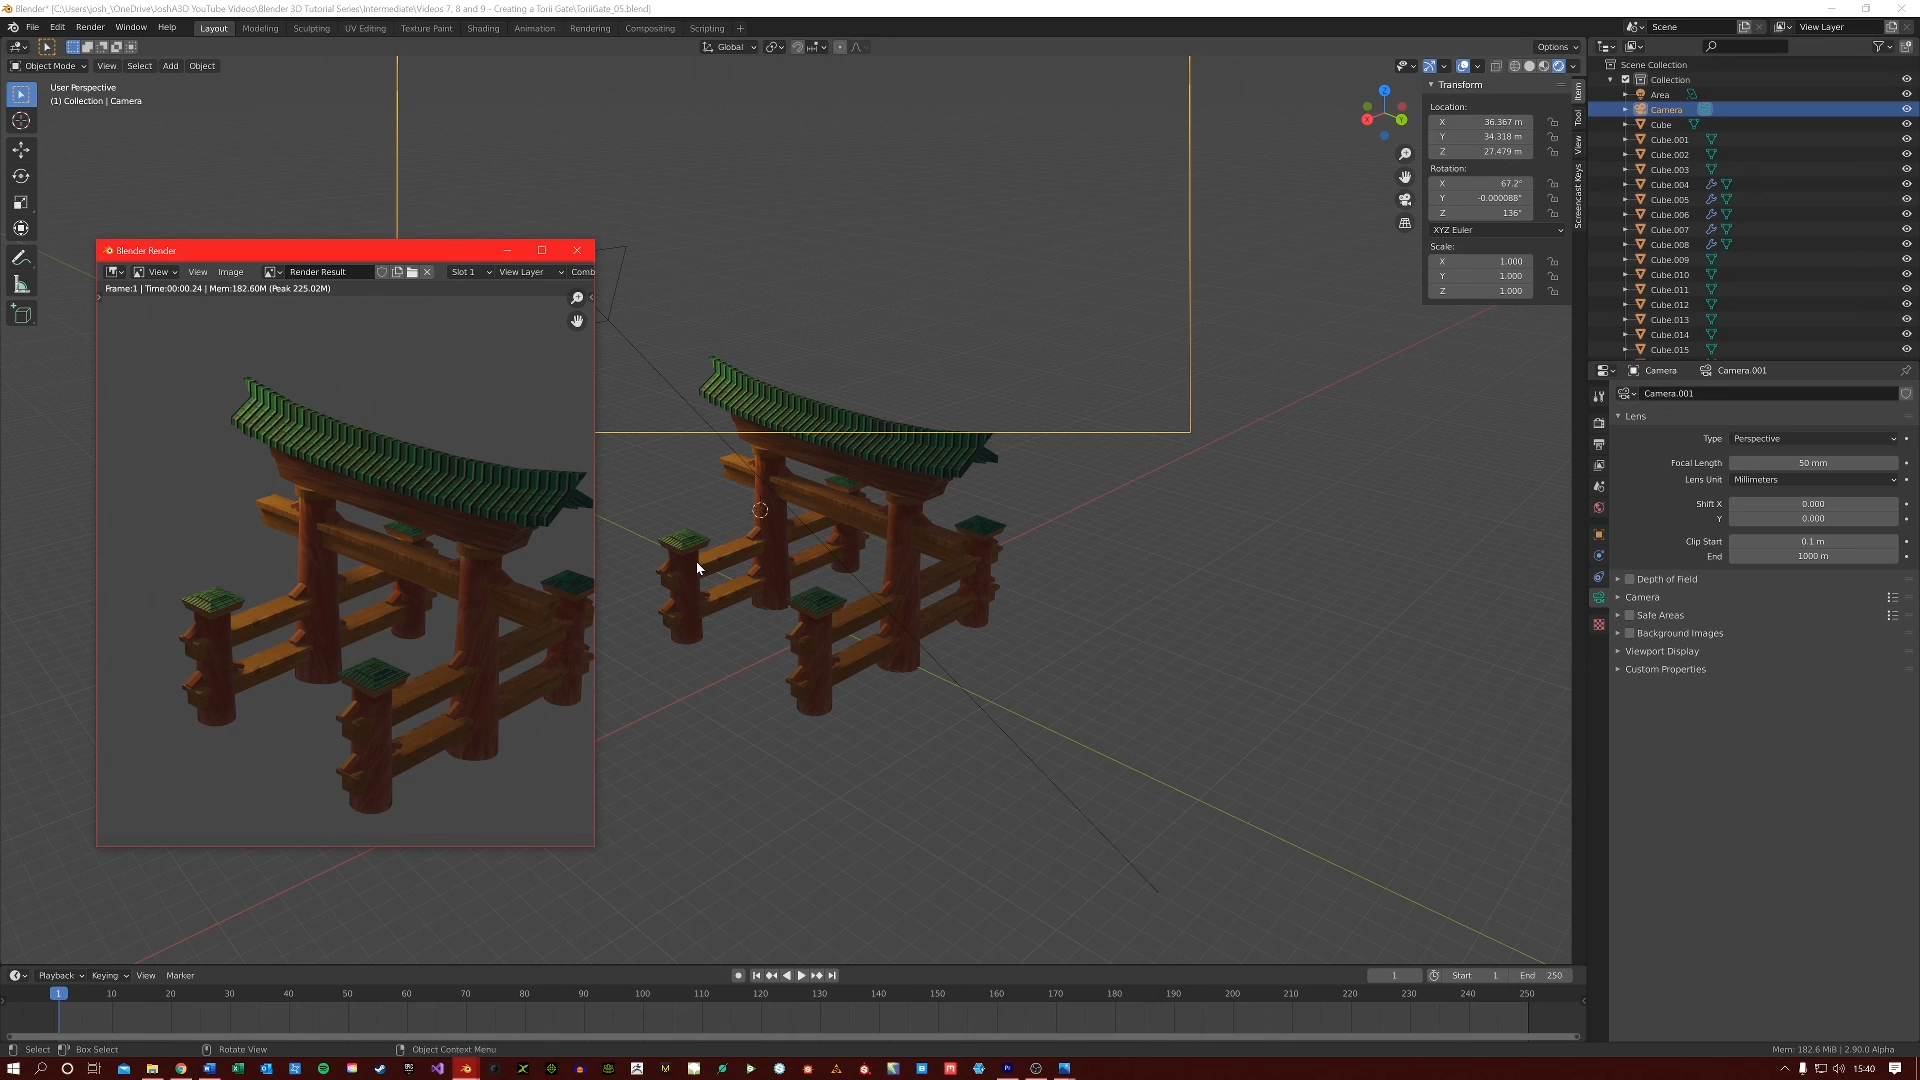 Blender* [C:\Users\josh_\OneDrive\JoshA3D YouTube Videos\Blender 3D Tutorial Series\Intermediate\Videos 7, 8 and 9 - Creating a Torii Gate\ToriiGate_05.blend]
File Edit Render Window Help Layout Modeling Sculpting UV Editing Texture Paint Shading Animation Rendering Compositing Scripting + Scene View Layer
Global Options
Object Mode View Select Add Object
User Perspective
(1) Collection | Camera
Blender Render
View View Image Render Result Slot 1 View Layer Comb
Frame:1 | Time:00:00.24 | Mem:182.60M (Peak 225.02M)
Z
X
Y
Transform
Location:
X 36.367 m
Y 34.318 m
Z 27.479 m
Rotation:
X 67.2°
Y -0.000088°
Z 136°
XYZ Euler
Scale:
X 1.000
Y 1.000
Z 1.000
Item
Tool
View
Screencast Keys
Scene Collection
Collection
Area
Camera
Cube
Cube.001
Cube.002
Cube.003
Cube.004
Cube.005
Cube.006
Cube.007
Cube.008
Cube.009
Cube.010
Cube.011
Cube.012
Cube.013
Cube.014
Cube.015
Camera Camera.001
Camera.001
Lens
Type Perspective
Focal Length 50 mm
Lens Unit Millimeters
Shift X 0.000
Y 0.000
Clip Start 0.1 m
End 1000 m
Depth of Field
Camera
Safe Areas
Background Images
Viewport Display
Custom Properties
Playback Keying View Marker 1 Start 1 End 250
1 10 20 30 40 50 60 70 80 90 100 110 120 130 140 150 160 170 180 190 200 210 220 230 240 250
Select Box Select Rotate View Object Context Menu Mem: 182.6 MiB | 2.90.0 Alpha
15:40